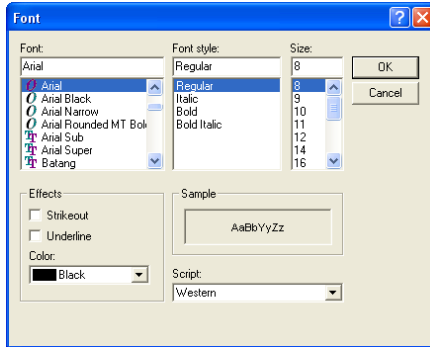 Font
Font: Font style: Size:
Arial Regular 8 OK
Arial Regular 8 Cancel
Arial Black Italic 9
Arial Narrow Bold 10
Arial Rounded MT Bold Bold Italic 11
Arial Sub 12
Arial Super 14
Batang 16
Effects Sample
Strikeout
Underline AaBbYyZz
Color:
Black Script:
Western